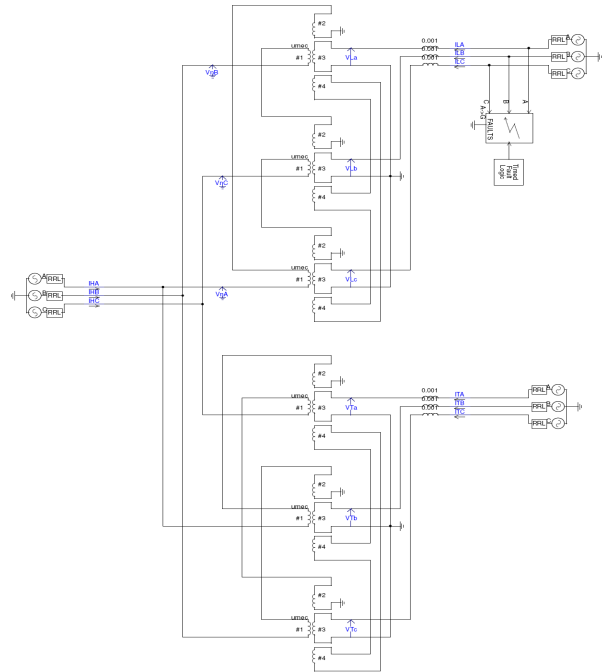 #2
umec
#1
#3
#4
VnB
VLa
0.001
0.001
0.001
ILA
ILB
ILC
RRL
A
RRL
B
RRL
C
C
B
A
FAULTS
A->G
Timed
Fault
Logic
#2
umec
#1
#3
#4
VnC
VLb
#2
umec
#1
#3
#4
VnA
VLc
A
RRL
B
RRL
C
RRL
IHA
IHB
IHC
#2
umec
#1
#3
#4
VTa
0.001
0.001
0.001
ITA
ITB
ITC
RRL
A
RRL
B
RRL
C
#2
umec
#1
#3
#4
VTb
#2
umec
#1
#3
#4
VTc